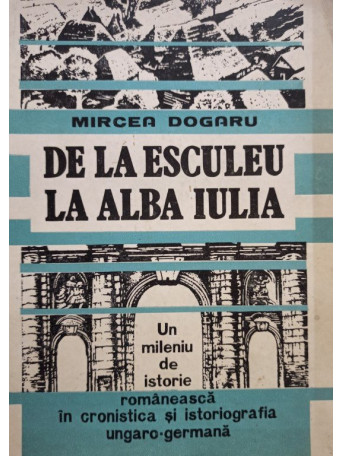 MIRCEA DOGARU
DE LA ESCULEU
LA ALBA IULIA
Un
mileniu
de
istorie
românească
în cronistica și istoriografia
ungaro-germană